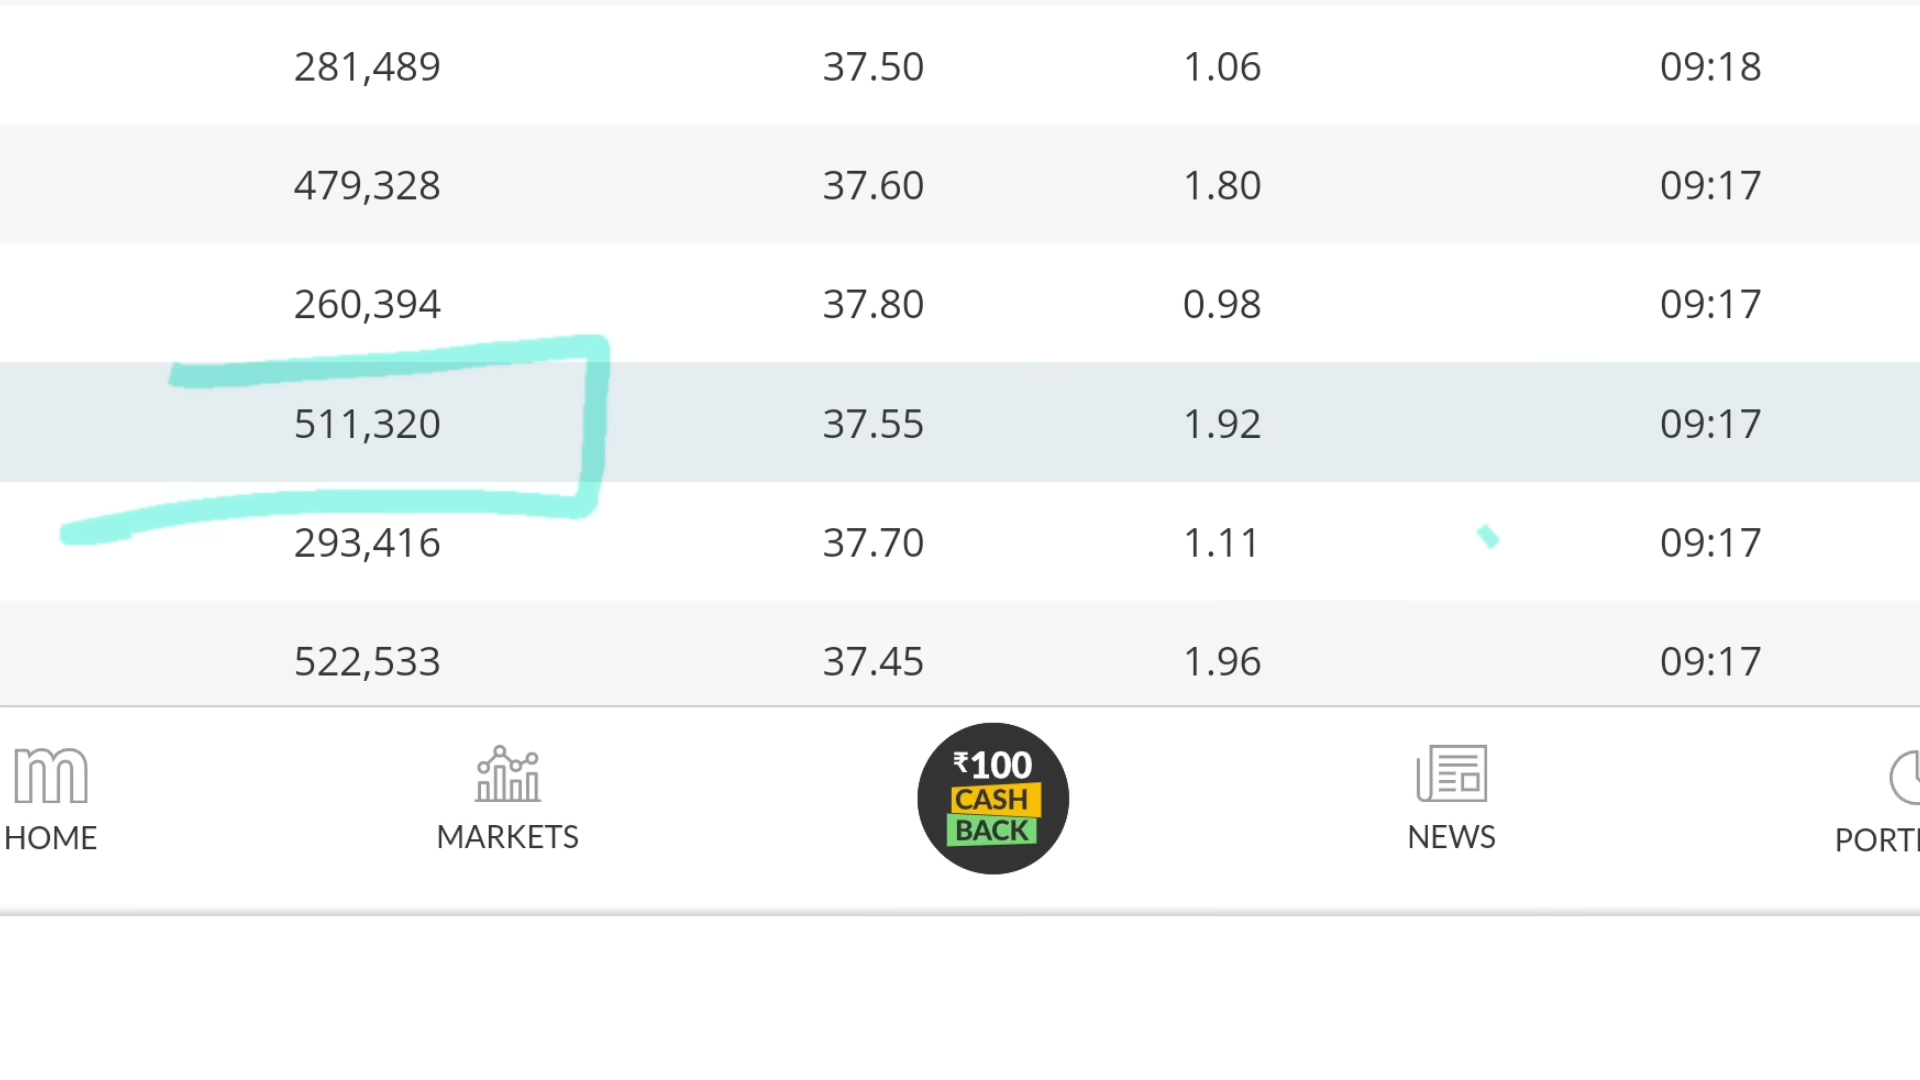 281,489 37.50 1.06 09:18
479,328 37.60 1.80 09:17
260,394 37.80 0.98 09:17
511,320 37.55 1.92 09:17
293,416 37.70 1.11 09:17
522,533 37.45 1.96 09:17
₹100
CASH
BACK
m
HOME MARKETS NEWS